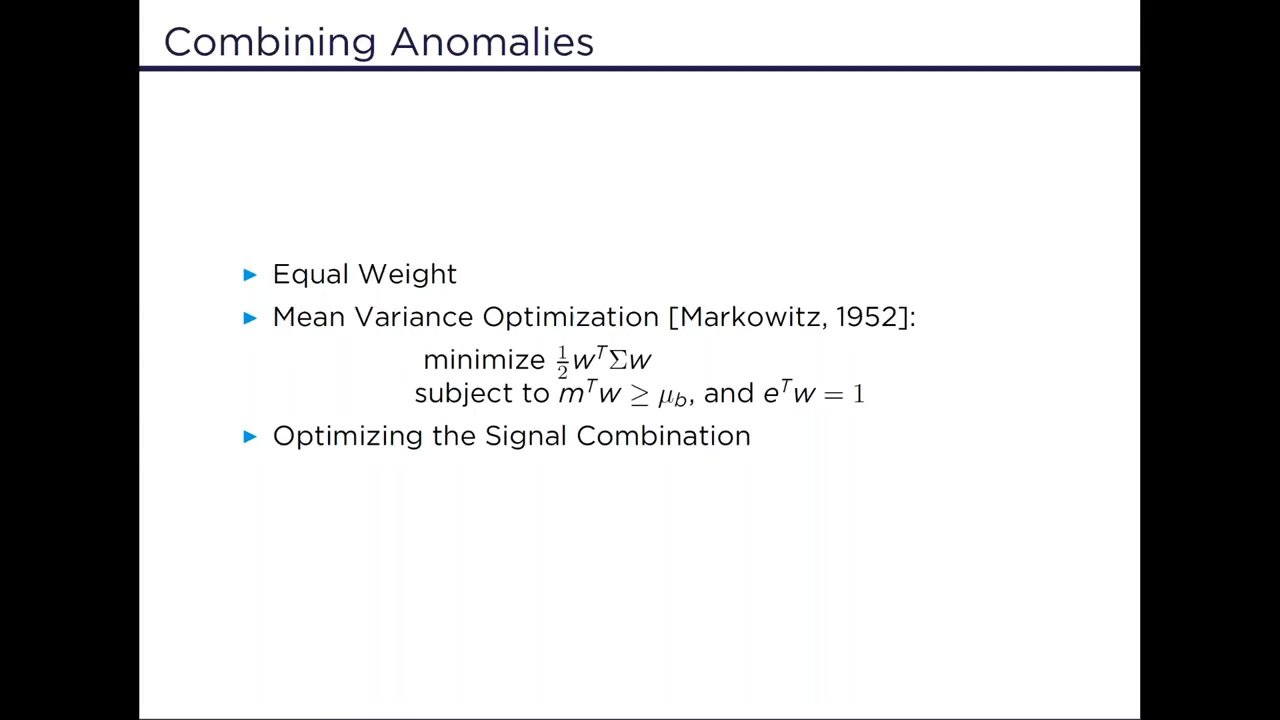 Combining Anomalies
▶ Equal Weight
▶ Mean Variance Optimization [Markowitz, 1952]:
minimize ½wᵀΣw
subject to mᵀw ≥ μ_b, and eᵀw = 1
▶ Optimizing the Signal Combination